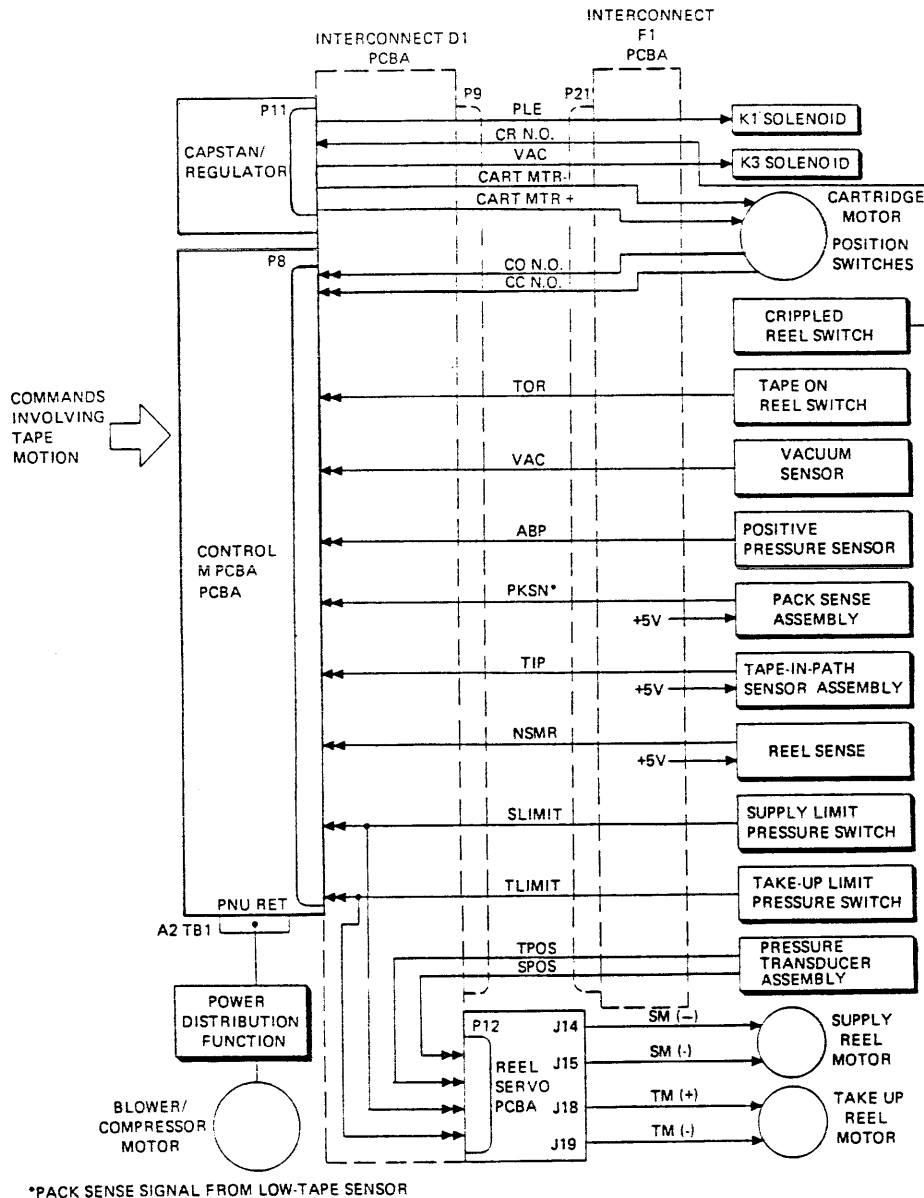 INTERCONNECT D1
PCBA
INTERCONNECT
F1
PCBA
P11
P9
P21
CAPSTAN/
REGULATOR
PLE
K1 SOLENOID
CR N.O.
VAC
K3 SOLENOID
CART MTR-
CART MTR +
CARTRIDGE
MOTOR
POSITION
SWITCHES
P8
CO N.O.
CC N.O.
CRIPPLED
REEL SWITCH
COMMANDS
INVOLVING
TAPE
MOTION
TOR
TAPE ON
REEL SWITCH
VAC
VACUUM
SENSOR
CONTROL
M PCBA
PCBA
ABP
POSITIVE
PRESSURE SENSOR
PKSN*
+5V
PACK SENSE
ASSEMBLY
TIP
+5V
TAPE-IN-PATH
SENSOR ASSEMBLY
NSMR
+5V
REEL SENSE
SLIMIT
SUPPLY LIMIT
PRESSURE SWITCH
TLIMIT
TAKE-UP LIMIT
PRESSURE SWITCH
PNU RET
A2 TB1
TPOS
SPOS
PRESSURE
TRANSDUCER
ASSEMBLY
POWER
DISTRIBUTION
FUNCTION
P12
REEL
SERVO
PCBA
J14
SM (—)
J15
SM (-)
SUPPLY
REEL
MOTOR
J18
TM (+)
J19
TM (-)
TAKE UP
REEL
MOTOR
BLOWER/
COMPRESSOR
MOTOR
*PACK SENSE SIGNAL FROM LOW-TAPE SENSOR